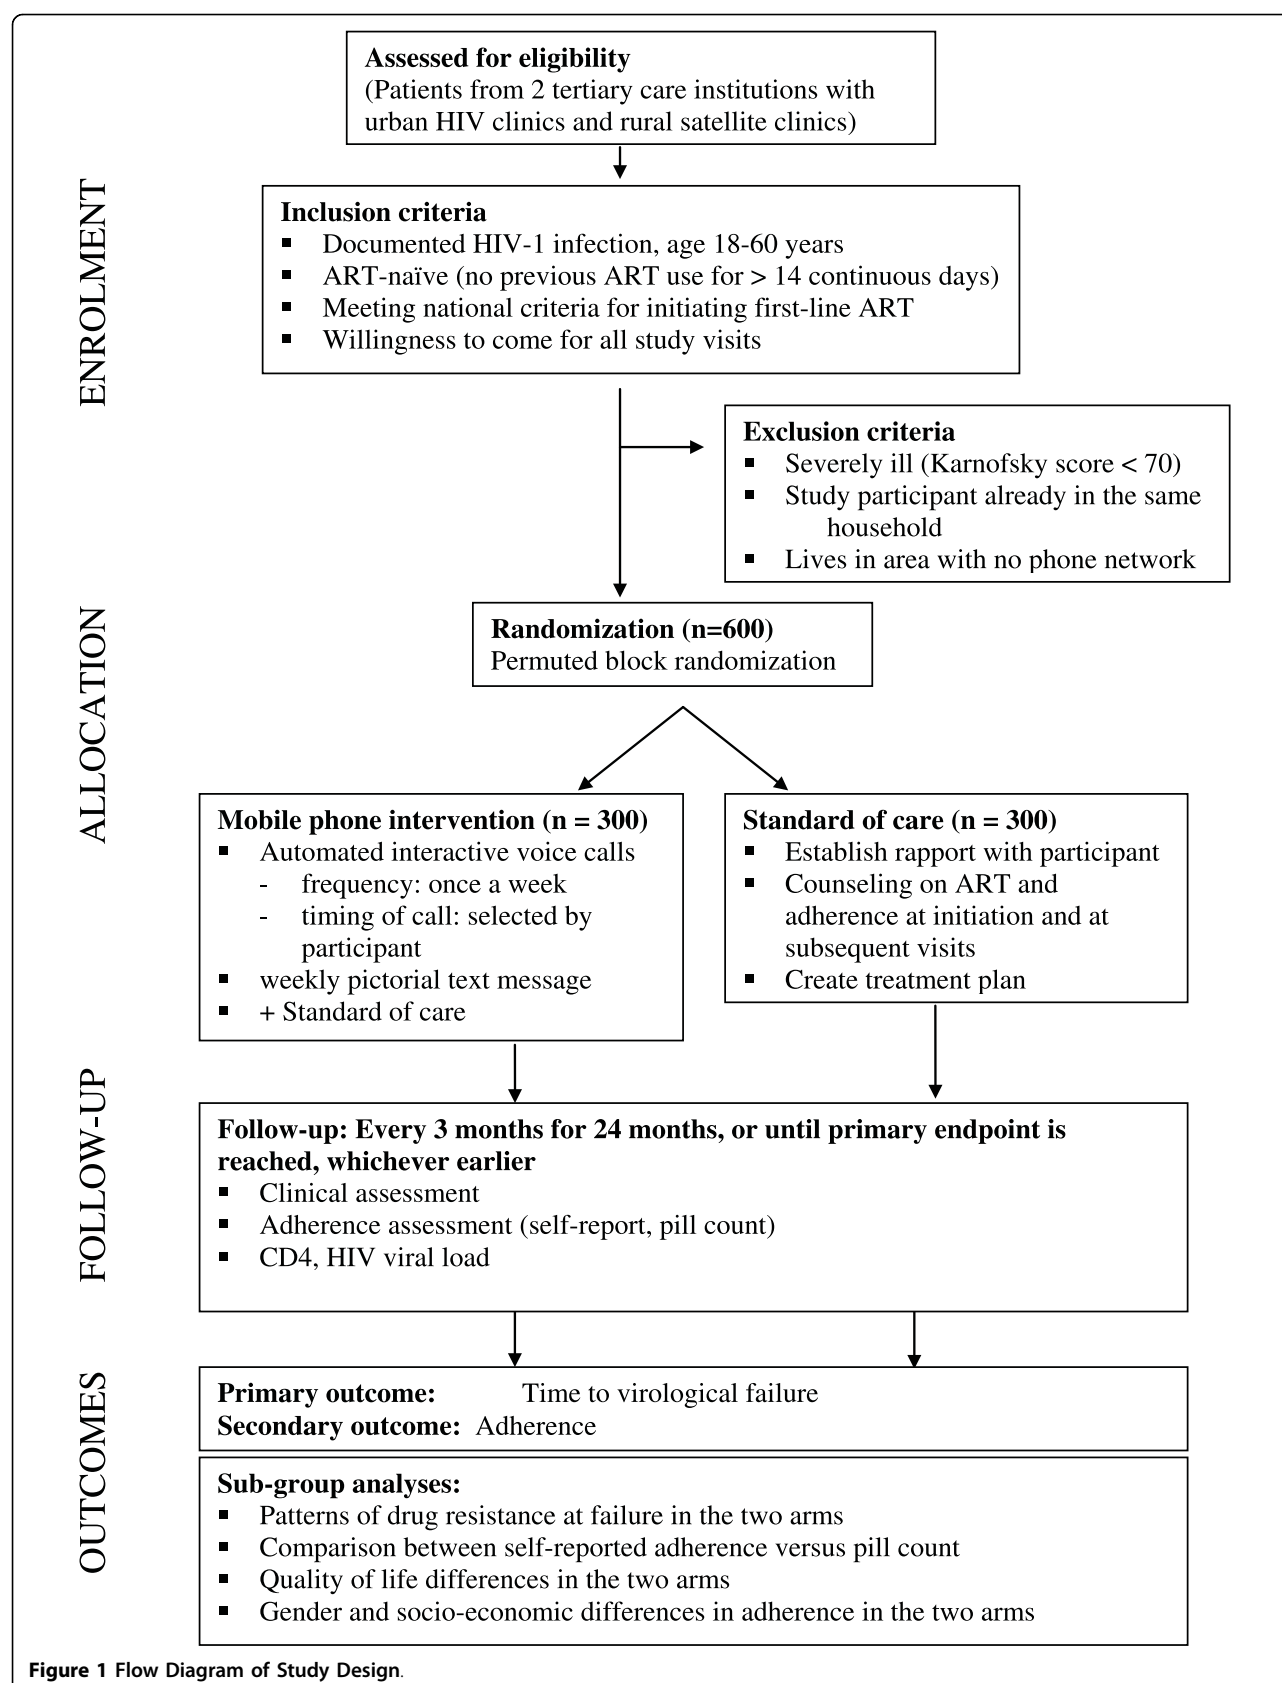 Assessed for eligibility
(Patients from 2 tertiary care institutions with
urban HIV clinics and rural satellite clinics)
ENROLMENT
Inclusion criteria
▪ Documented HIV-1 infection, age 18-60 years
▪ ART-naïve (no previous ART use for > 14 continuous days)
▪ Meeting national criteria for initiating first-line ART
▪ Willingness to come for all study visits
Exclusion criteria
▪ Severely ill (Karnofsky score < 70)
▪ Study participant already in the same
household
▪ Lives in area with no phone network
ALLOCATION
Randomization (n=600)
Permuted block randomization
Mobile phone intervention (n = 300)
▪ Automated interactive voice calls
- frequency: once a week
- timing of call: selected by
participant
▪ weekly pictorial text message
▪ + Standard of care
Standard of care (n = 300)
▪ Establish rapport with participant
▪ Counseling on ART and
adherence at initiation and at
subsequent visits
▪ Create treatment plan
FOLLOW-UP
Follow-up: Every 3 months for 24 months, or until primary endpoint is
reached, whichever earlier
▪ Clinical assessment
▪ Adherence assessment (self-report, pill count)
▪ CD4, HIV viral load
OUTCOMES
Primary outcome: Time to virological failure
Secondary outcome: Adherence
Sub-group analyses:
▪ Patterns of drug resistance at failure in the two arms
▪ Comparison between self-reported adherence versus pill count
▪ Quality of life differences in the two arms
▪ Gender and socio-economic differences in adherence in the two arms
Figure 1 Flow Diagram of Study Design.